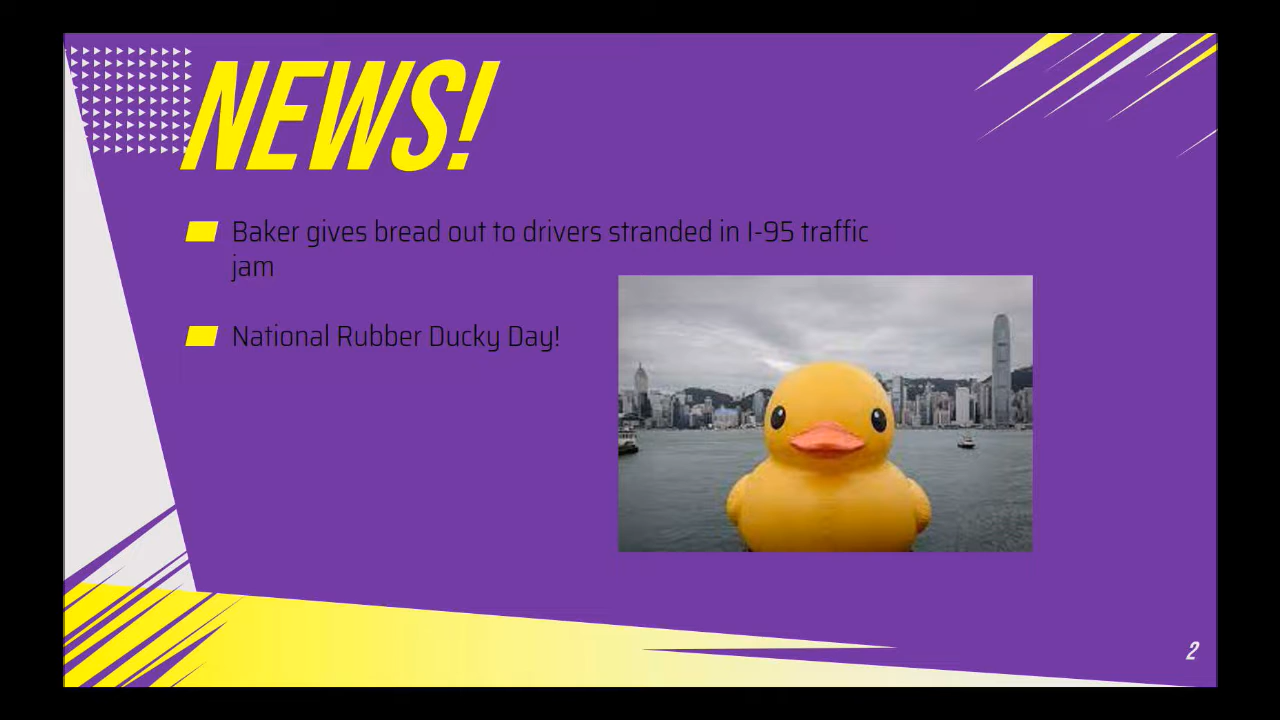 NEWS!
Baker gives bread out to drivers stranded in I-95 traffic
jam
National Rubber Ducky Day!
2